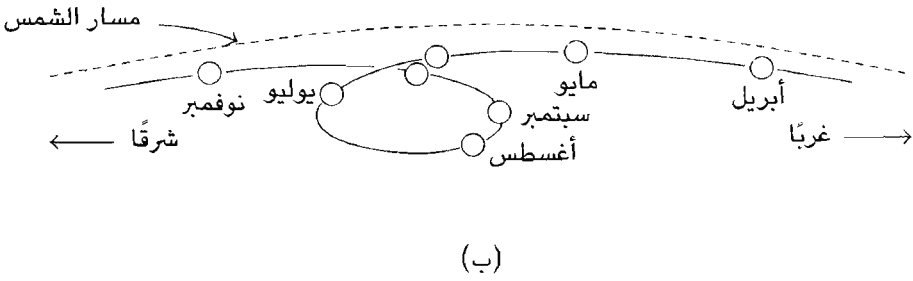 مسار الشمس
نوفمبر
يوليو
مايو
أبريل
سبتمبر
أغسطس
شرقًا
غربًا
(ب)